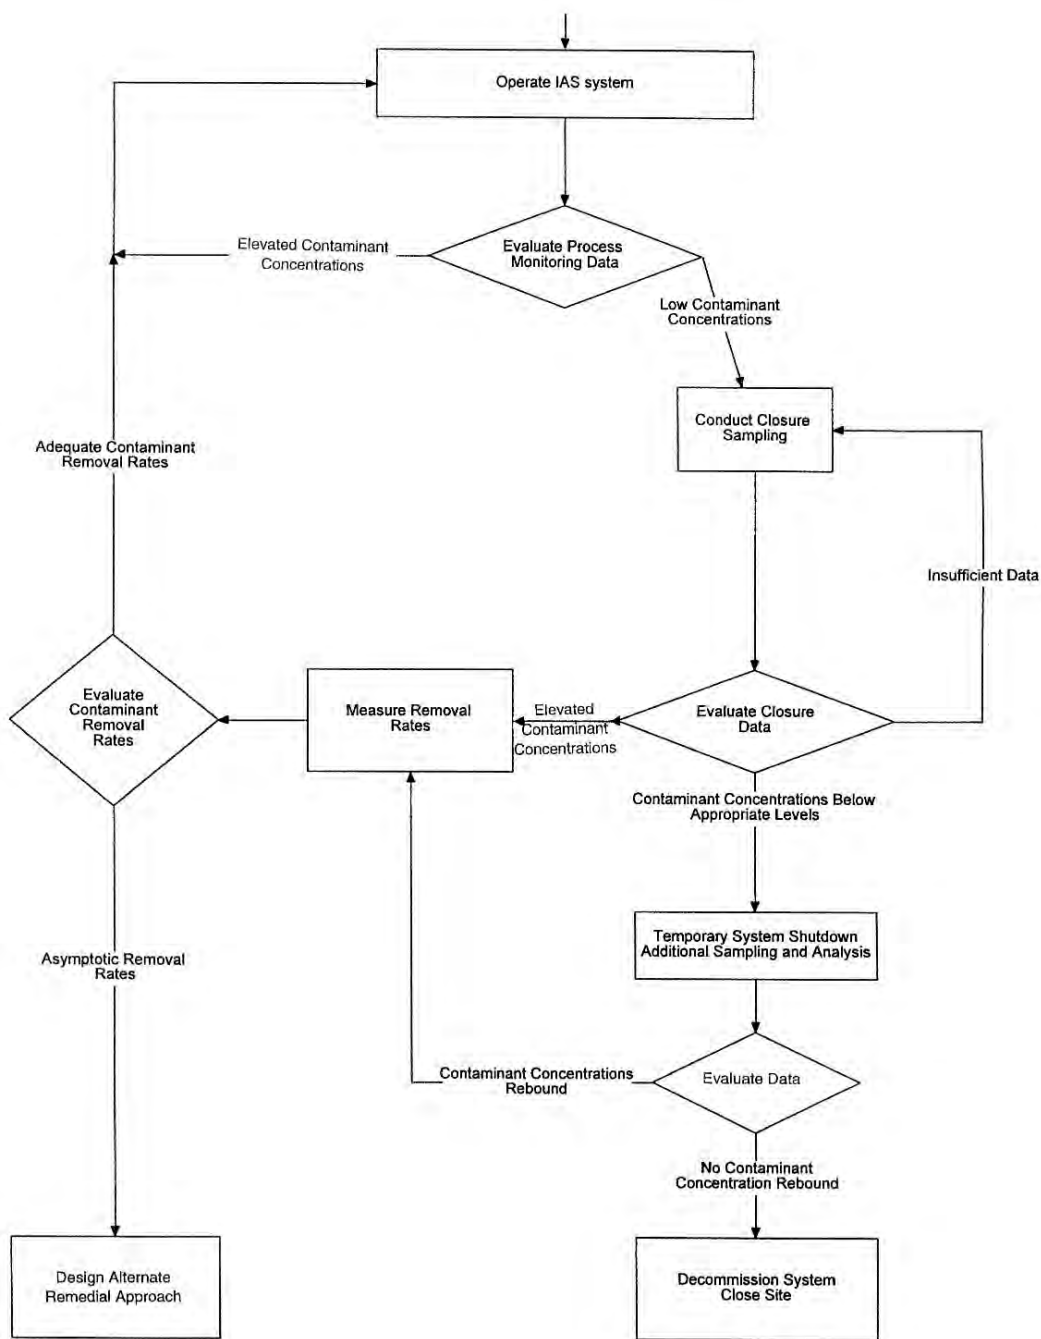 Operate IAS system
Evaluate Process
Monitoring Data
Elevated Contaminant
Concentrations
Low Contaminant
Concentrations
Conduct Closure
Sampling
Adequate Contaminant
Removal Rates
Insufficient Data
Evaluate
Contaminant
Removal
Rates
Measure Removal
Rates
Elevated
Contaminant
Concentrations
Evaluate Closure
Data
Contaminant Concentrations Below
Appropriate Levels
Temporary System Shutdown
Additional Sampling and Analysis
Asymptotic Removal
Rates
Contaminant Concentrations
Rebound
Evaluate Data
No Contaminant
Concentration Rebound
Design Alternate
Remedial Approach
Decommission System
Close Site